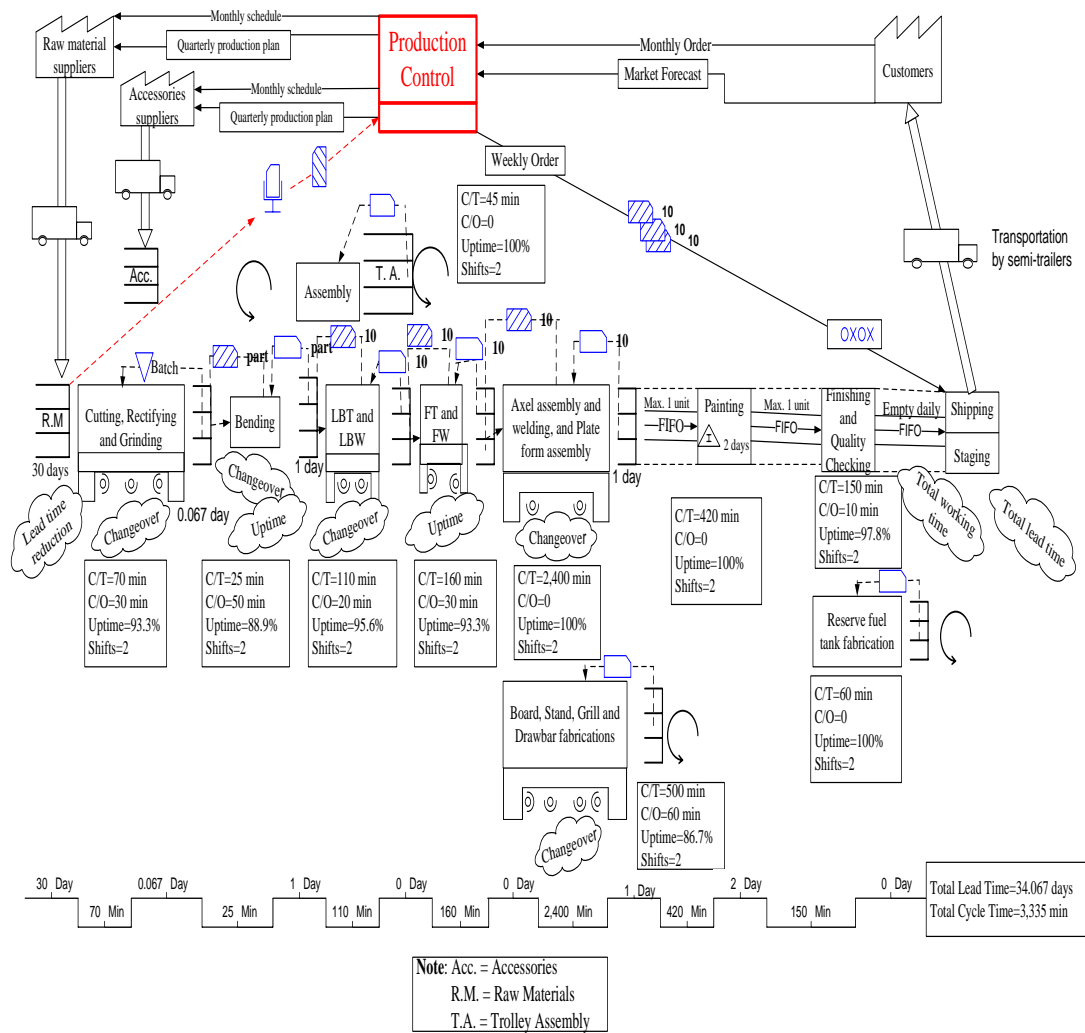 Monthly schedule
Raw material
suppliers
Quarterly production plan
Production
Control
Monthly Order
Market Forecast
Customers
Accessories
suppliers
Monthly schedule
Quarterly production plan
Weekly Order
C/T=45 min
C/O=0
Uptime=100%
Shifts=2
10
10
10
Transportation
by semi-trailers
Acc.
Assembly
T. A.
OXOX
Batch
part
part
10
10
10
10
10
10
R.M
Cutting, Rectifying
and Grinding
Bending
LBT and
LBW
FT and
FW
Axel assembly and
welding, and Plate
form assembly
Max. 1 unit
FIFO
Painting
I
2 days
Max. 1 unit
FIFO
Finishing
and
Quality
Checking
Empty daily
FIFO
Shipping
Staging
30 days
0.067 day
1 day
1 day
Lead time
reduction
Changeover
Changeover
Uptime
Changeover
Uptime
Changeover
Total working
time
Total lead time
C/T=70 min
C/O=30 min
Uptime=93.3%
Shifts=2
C/T=25 min
C/O=50 min
Uptime=88.9%
Shifts=2
C/T=110 min
C/O=20 min
Uptime=95.6%
Shifts=2
C/T=160 min
C/O=30 min
Uptime=93.3%
Shifts=2
C/T=2,400 min
C/O=0
Uptime=100%
Shifts=2
C/T=420 min
C/O=0
Uptime=100%
Shifts=2
C/T=150 min
C/O=10 min
Uptime=97.8%
Shifts=2
Reserve fuel
tank fabrication
C/T=60 min
C/O=0
Uptime=100%
Shifts=2
Board, Stand, Grill and
Drawbar fabrications
Changeover
C/T=500 min
C/O=60 min
Uptime=86.7%
Shifts=2
30 Day
0.067 Day
1 Day
0 Day
0 Day
1, Day
2 Day
0 Day
70 Min
25 Min
110 Min
160 Min
2,400 Min
420 Min
150 Min
Total Lead Time=34.067 days
Total Cycle Time=3,335 min
Note: Acc. = Accessories
R.M. = Raw Materials
T.A. = Trolley Assembly